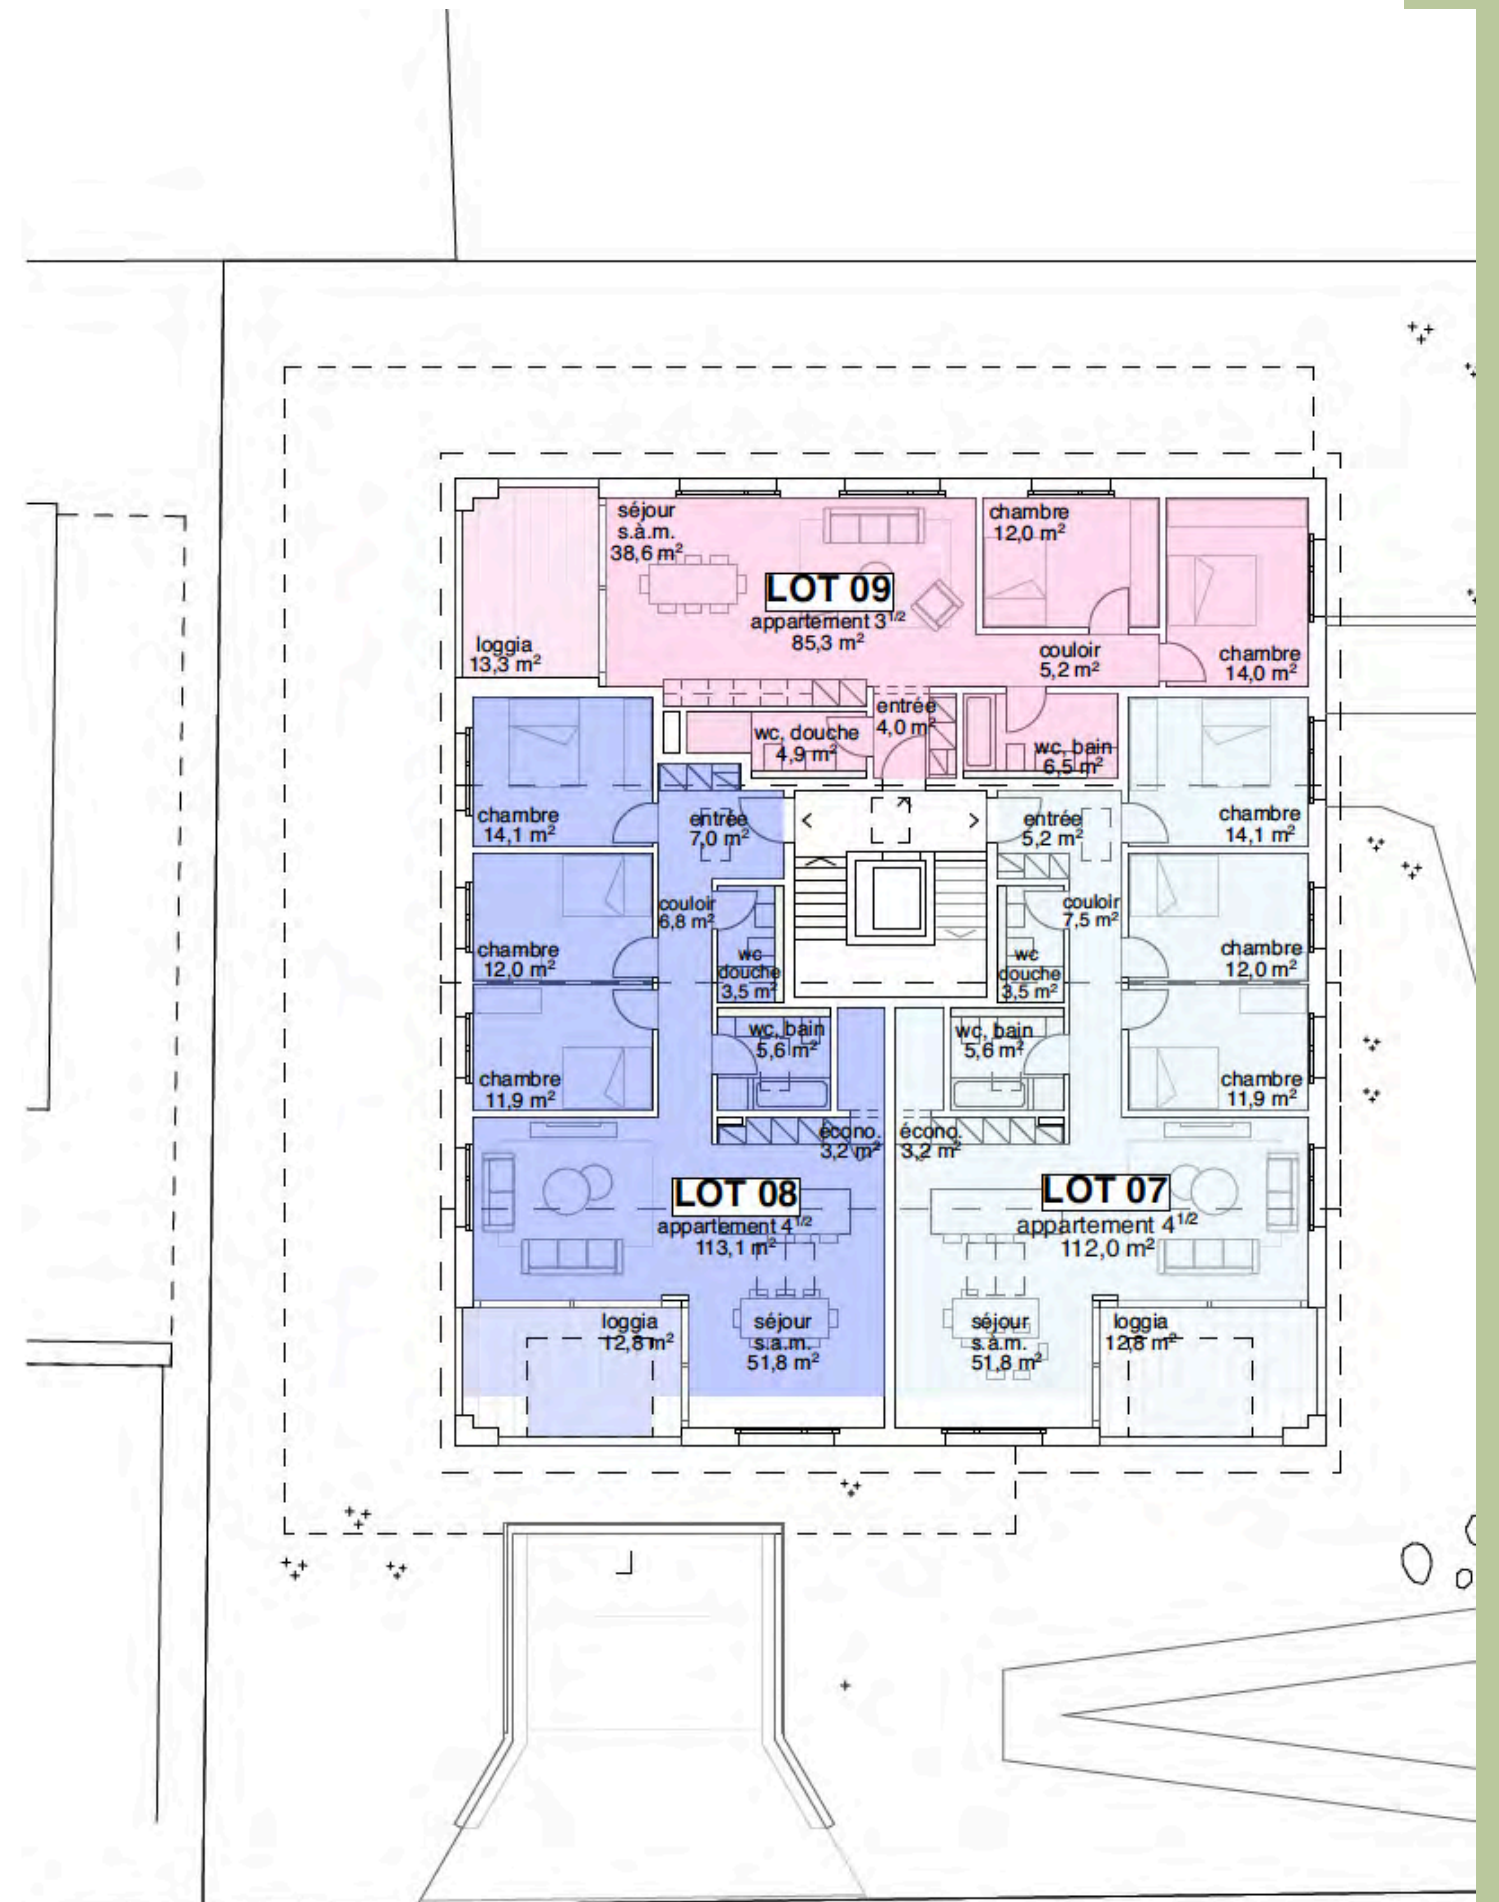 séjour
s.à.m.
38,6 m²
chambre
12,0 m²
LOT 09
appartement 3 1/2
85,3 m²
loggia
13,3 m²
couloir
5,2 m²
chambre
14,0 m²
entrée
4,0 m²
wc, douche
4,9 m²
wc, bain
6,5 m²
chambre
14,1 m²
entrée
7,0 m²
entrée
5,2 m²
chambre
14,1 m²
couloir
6,8 m²
couloir
7,5 m²
chambre
12,0 m²
wc
douche
3,5 m²
wc
douche
3,5 m²
chambre
12,0 m²
wc, bain
5,6 m²
wc, bain
5,6 m²
chambre
11,9 m²
chambre
11,9 m²
écono.
3,2 m²
écono.
3,2 m²
LOT 08
appartement 4 1/2
113,1 m²
LOT 07
appartement 4 1/2
112,0 m²
loggia
12,8 m²
séjour
s.à.m.
51,8 m²
séjour
s.à.m.
51,8 m²
loggia
12,8 m²